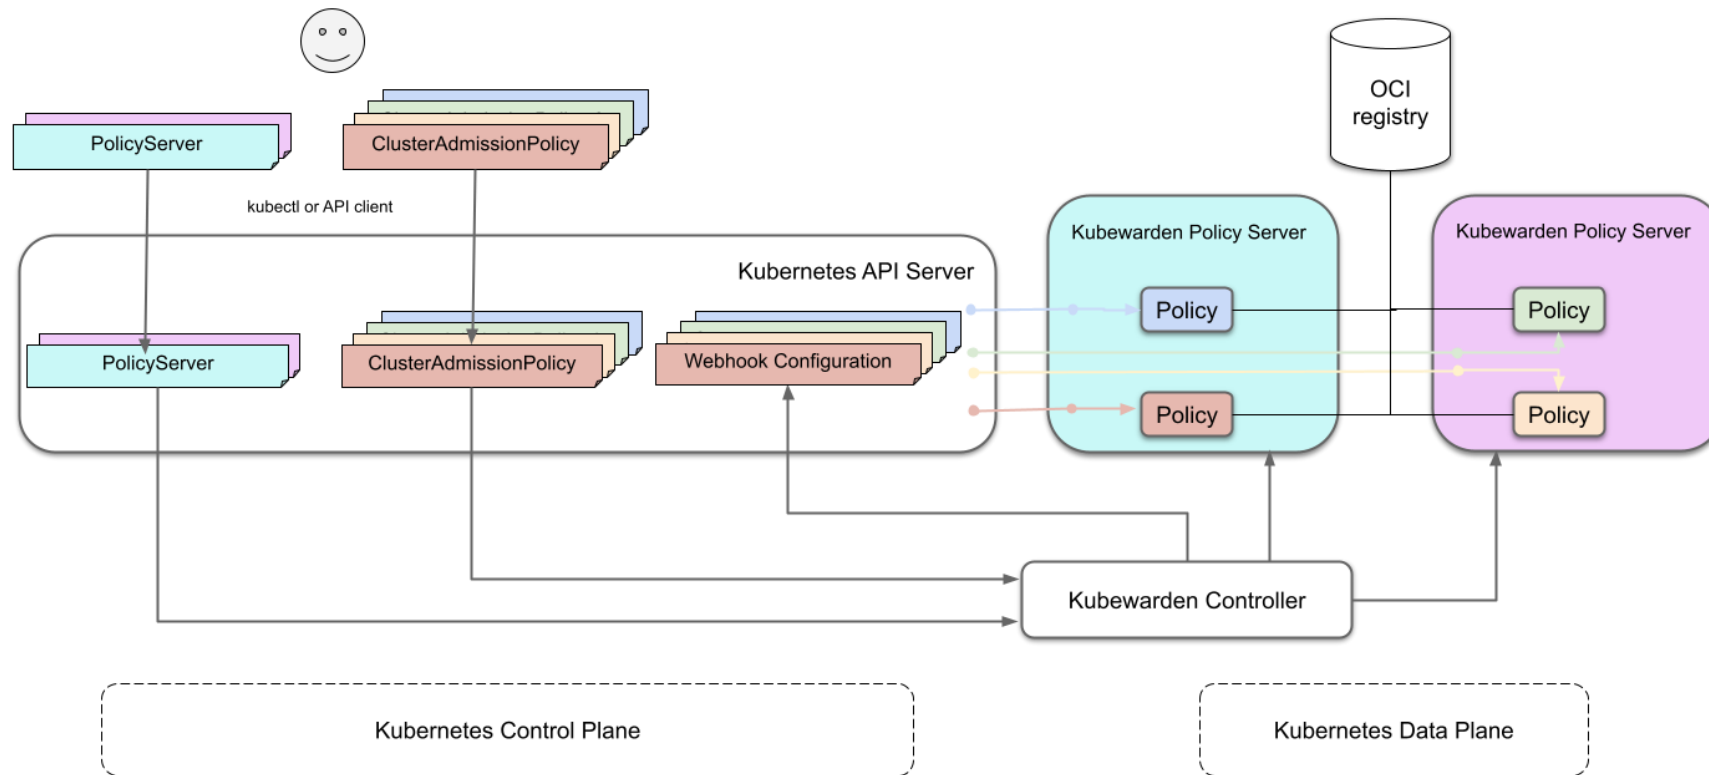 OCI
registry
PolicyServer
ClusterAdmissionPolicy
kubectl or API client
Kubernetes API Server
Kubewarden Policy Server
Kubewarden Policy Server
Policy
Policy
PolicyServer
ClusterAdmissionPolicy
Webhook Configuration
Policy
Policy
Kubewarden Controller
Kubernetes Control Plane
Kubernetes Data Plane